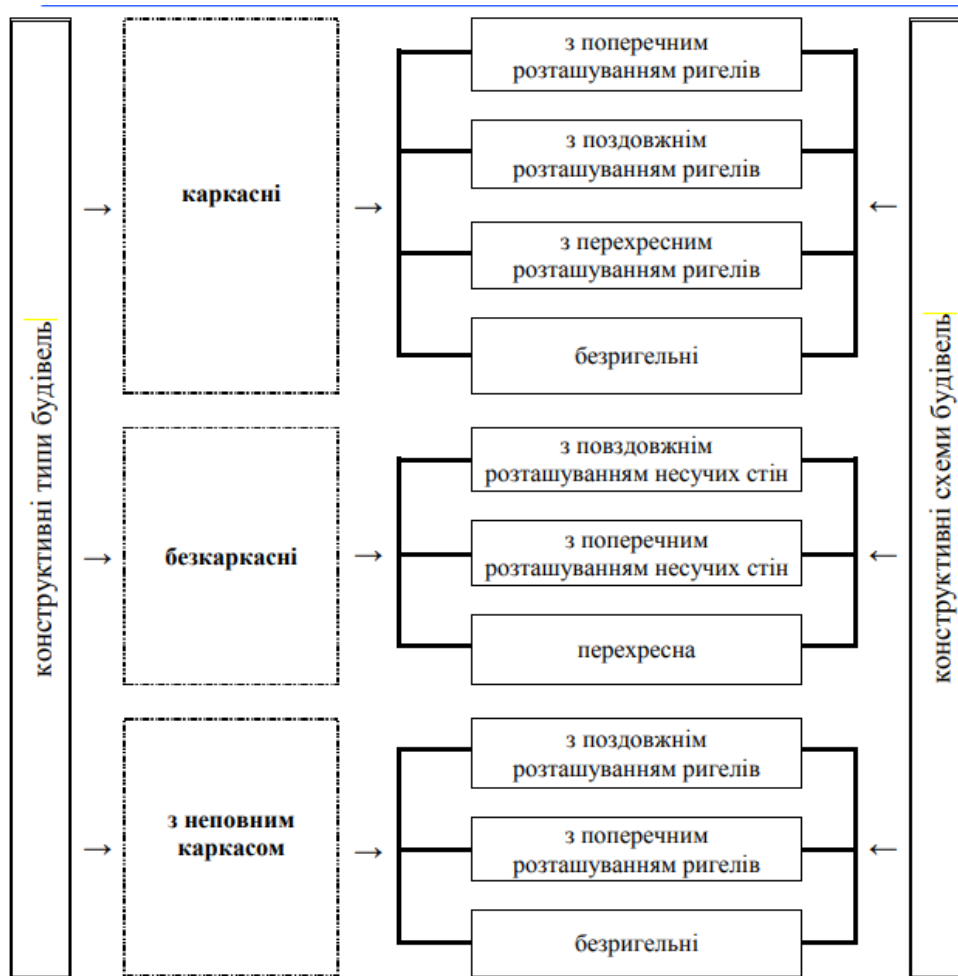 конструктивні типи будівель
каркасні
з поперечним
розташуванням ригелів
з поздовжнім
розташуванням ригелів
з перехресним
розташуванням ригелів
безригельні
безкаркасні
з повздовжнім
розташуванням несучих стін
з поперечним
розташуванням несучих стін
перехресна
з неповним
каркасом
з поздовжнім
розташуванням ригелів
з поперечним
розташуванням ригелів
безригельні
конструктивні схеми будівель